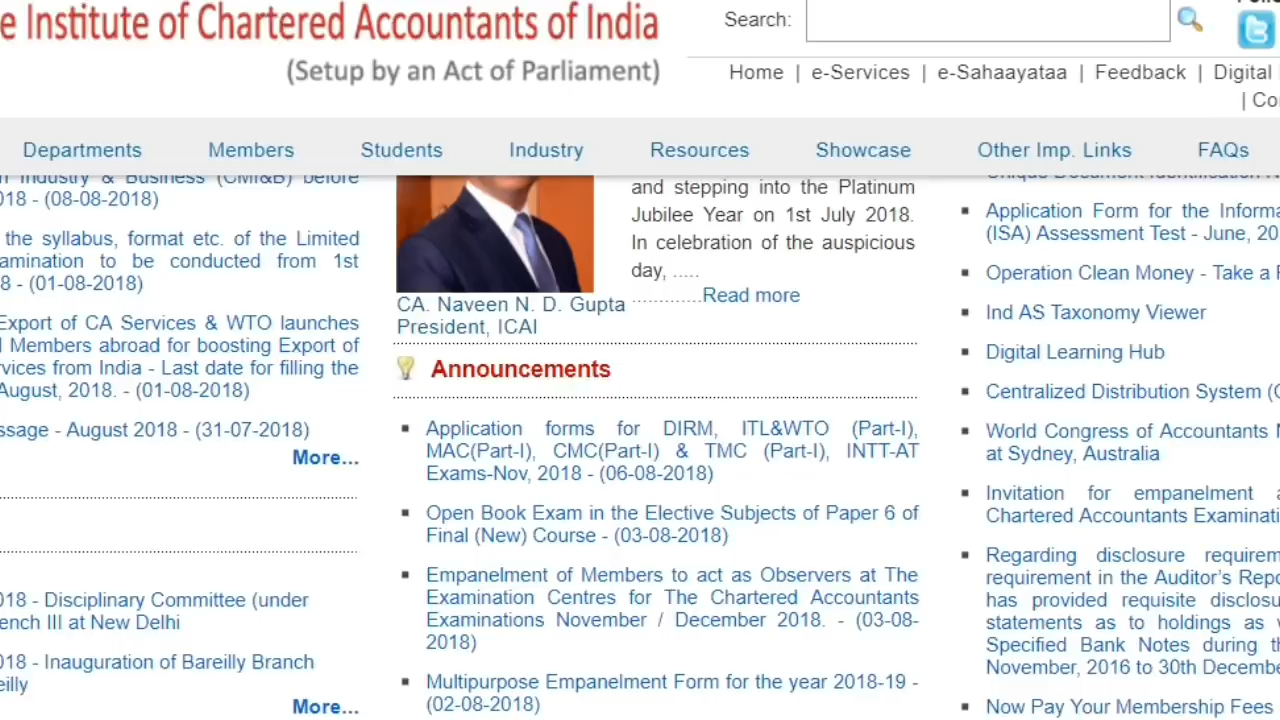 e Institute of Chartered Accountants of India
(Setup by an Act of Parliament)
Search:
Home | e-Services | e-Sahaayataa | Feedback | Digital
| Co
Departments Members Students Industry Resources Showcase Other Imp. Links FAQs
n Industry & Business (CMI&B) before
018 - (08-08-2018)
the syllabus, format etc. of the Limited
amination to be conducted from 1st
8 - (01-08-2018)
Export of CA Services & WTO launches
Members abroad for boosting Export of
rvices from India - Last date for filling the
August, 2018. - (01-08-2018)
ssage - August 2018 - (31-07-2018)
More...
018 - Disciplinary Committee (under
ench III at New Delhi
018 - Inauguration of Bareilly Branch
eilly
More...
and stepping into the Platinum
Jubilee Year on 1st July 2018.
In celebration of the auspicious
day, .....
.............Read more
CA. Naveen N. D. Gupta
President, ICAI
Announcements
Application forms for DIRM, ITL&WTO (Part-I),
MAC(Part-I), CMC(Part-I) & TMC (Part-I), INTT-AT
Exams-Nov, 2018 - (06-08-2018)
Open Book Exam in the Elective Subjects of Paper 6 of
Final (New) Course - (03-08-2018)
Empanelment of Members to act as Observers at The
Examination Centres for The Chartered Accountants
Examinations November / December 2018. - (03-08-
2018)
Multipurpose Empanelment Form for the year 2018-19 -
(02-08-2018)
Unique Document Identification N
Application Form for the Informa
(ISA) Assessment Test - June, 20
Operation Clean Money - Take a
Ind AS Taxonomy Viewer
Digital Learning Hub
Centralized Distribution System (C
World Congress of Accountants
at Sydney, Australia
Invitation for empanelment a
Chartered Accountants Examinati
Regarding disclosure requirem
requirement in the Auditor's Repo
has provided requisite disclosu
statements as to holdings as
Specified Bank Notes during th
November, 2016 to 30th Decembe
Now Pay Your Membership Fees